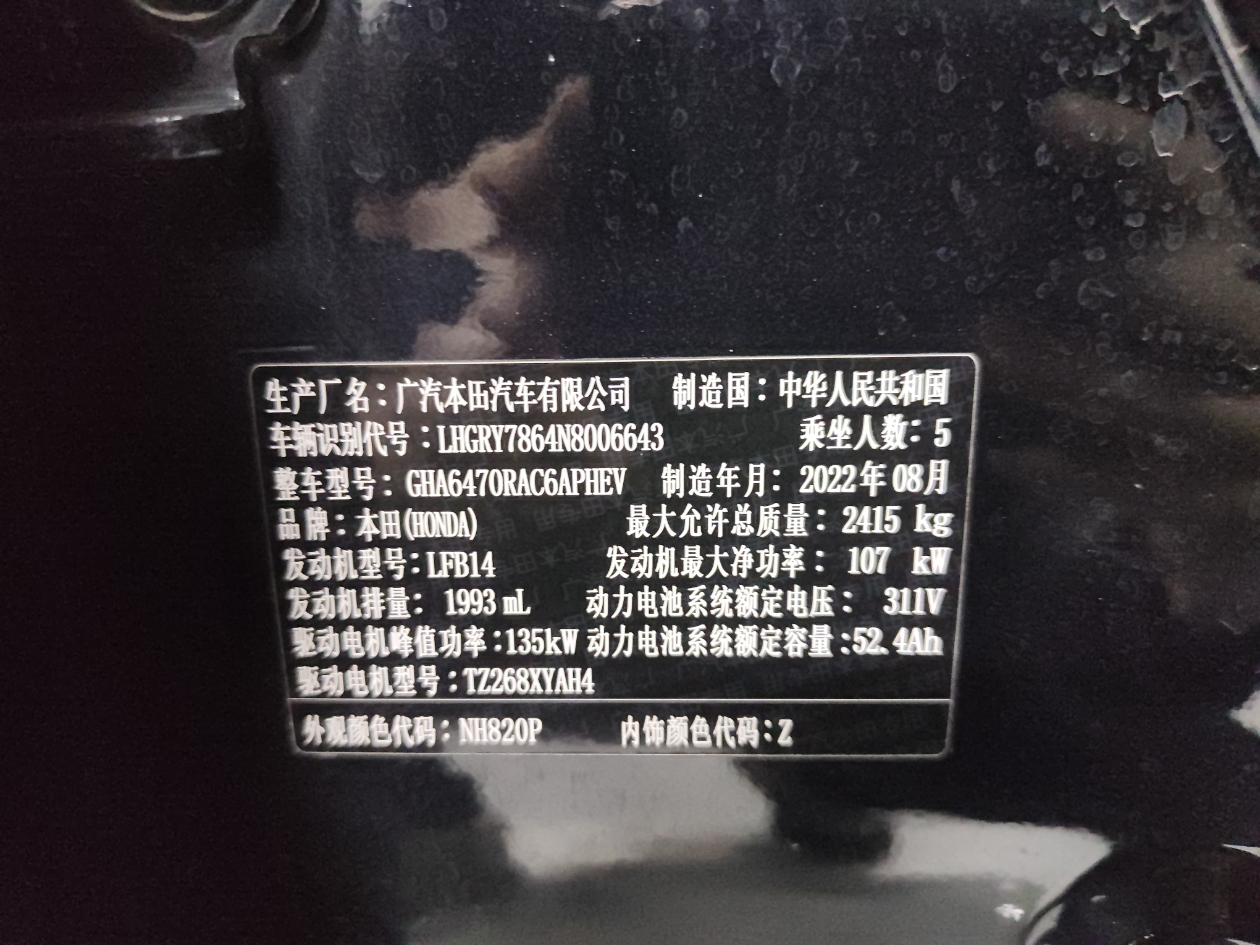 生产厂名：广汽本田汽车有限公司 制造国：中华人民共和国
车辆识别代号：LHGRY7864N8006643 乘坐人数：5
整车型号：GHA6470RAC6APHEV 制造年月：2022年08月
品牌：本田(HONDA) 最大允许总质量：2415 kg
发动机型号：LFB14 发动机最大净功率：107 kW
发动机排量：1993 mL 动力电池系统额定电压：311V
驱动电机峰值功率：135kW 动力电池系统额定容量：52.4Ah
驱动电机型号：TZ268XYAH4
外观颜色代码：NH820P 内饰颜色代码：Z